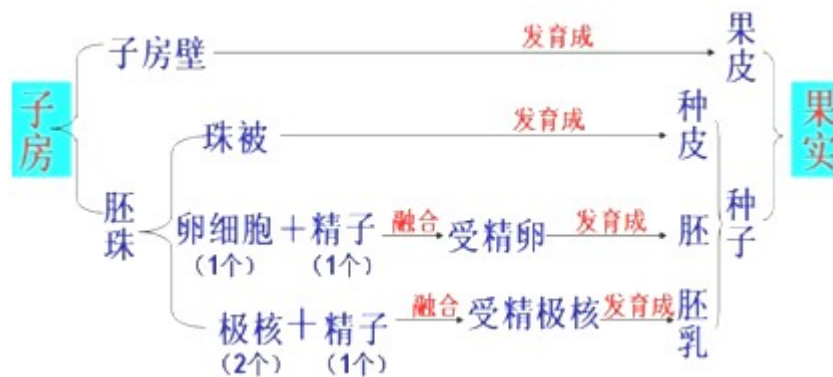 子房
子房壁 发育成 果皮
胚珠
珠被 发育成 种皮
卵细胞+精子 融合 受精卵 发育成 胚
(1个) (1个)
极核+精子 融合 受精极核 发育成 胚乳
(2个) (1个)
种子
果实